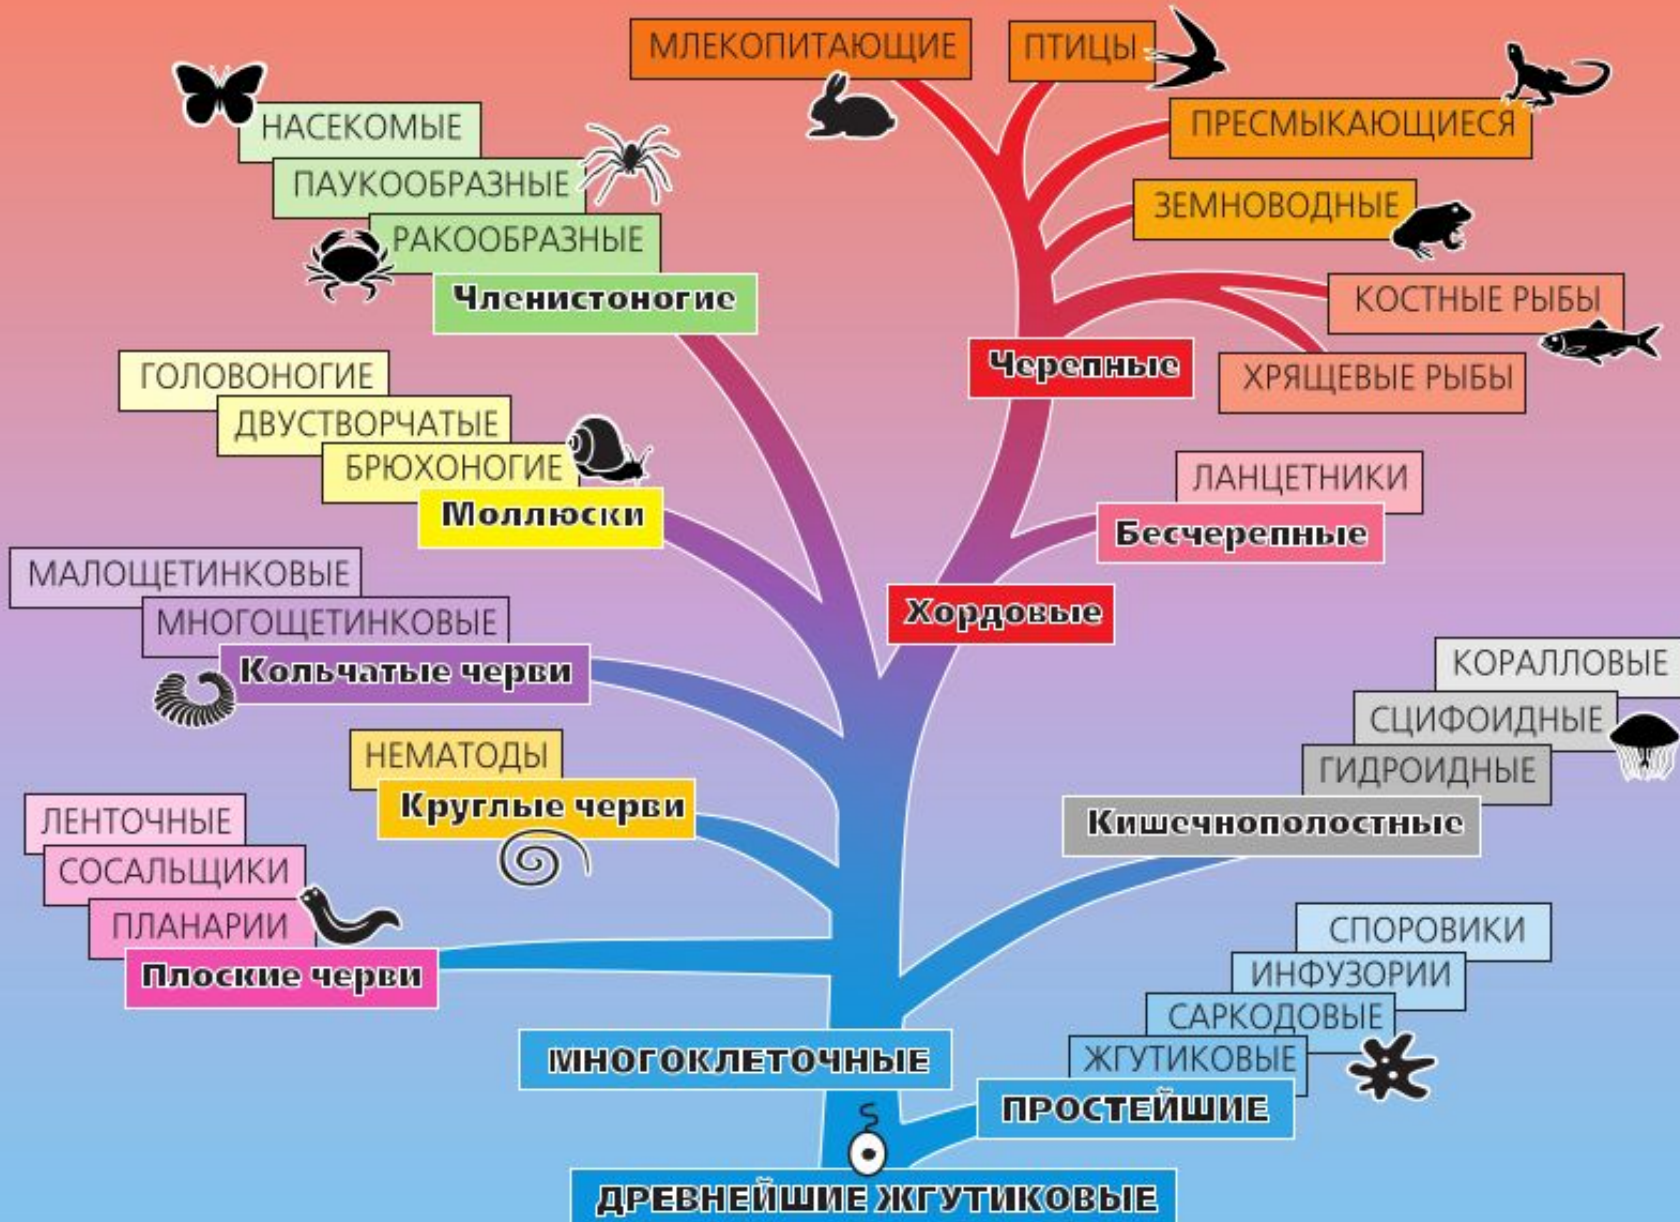 МЛЕКОПИТАЮЩИЕ
ПТИЦЫ
ПРЕСМЫКАЮЩИЕСЯ
ЗЕМНОВОДНЫЕ
КОСТНЫЕ РЫБЫ
ХРЯЩЕВЫЕ РЫБЫ
Черепные
ЛАНЦЕТНИКИ
Бесчерепные
Хордовые
НАСЕКОМЫЕ
ПАУКООБРАЗНЫЕ
РАКООБРАЗНЫЕ
Членистоногие
ГОЛОВОНОГИЕ
ДВУСТВОРЧАТЫЕ
БРЮХОНОГИЕ
Моллюски
МАЛОЩЕТИНКОВЫЕ
МНОГОЩЕТИНКОВЫЕ
Кольчатые черви
НЕМАТОДЫ
Круглые черви
ЛЕНТОЧНЫЕ
СОСАЛЬЩИКИ
ПЛАНАРИИ
Плоские черви
КОРАЛЛОВЫЕ
СЦИФОИДНЫЕ
ГИДРОИДНЫЕ
Кишечнополостные
СПОРОВИКИ
ИНФУЗОРИИ
САРКОДОВЫЕ
ЖГУТИКОВЫЕ
ПРОСТЕЙШИЕ
МНОГОКЛЕТОЧНЫЕ
ДРЕВНЕЙШИЕ ЖГУТИКОВЫЕ